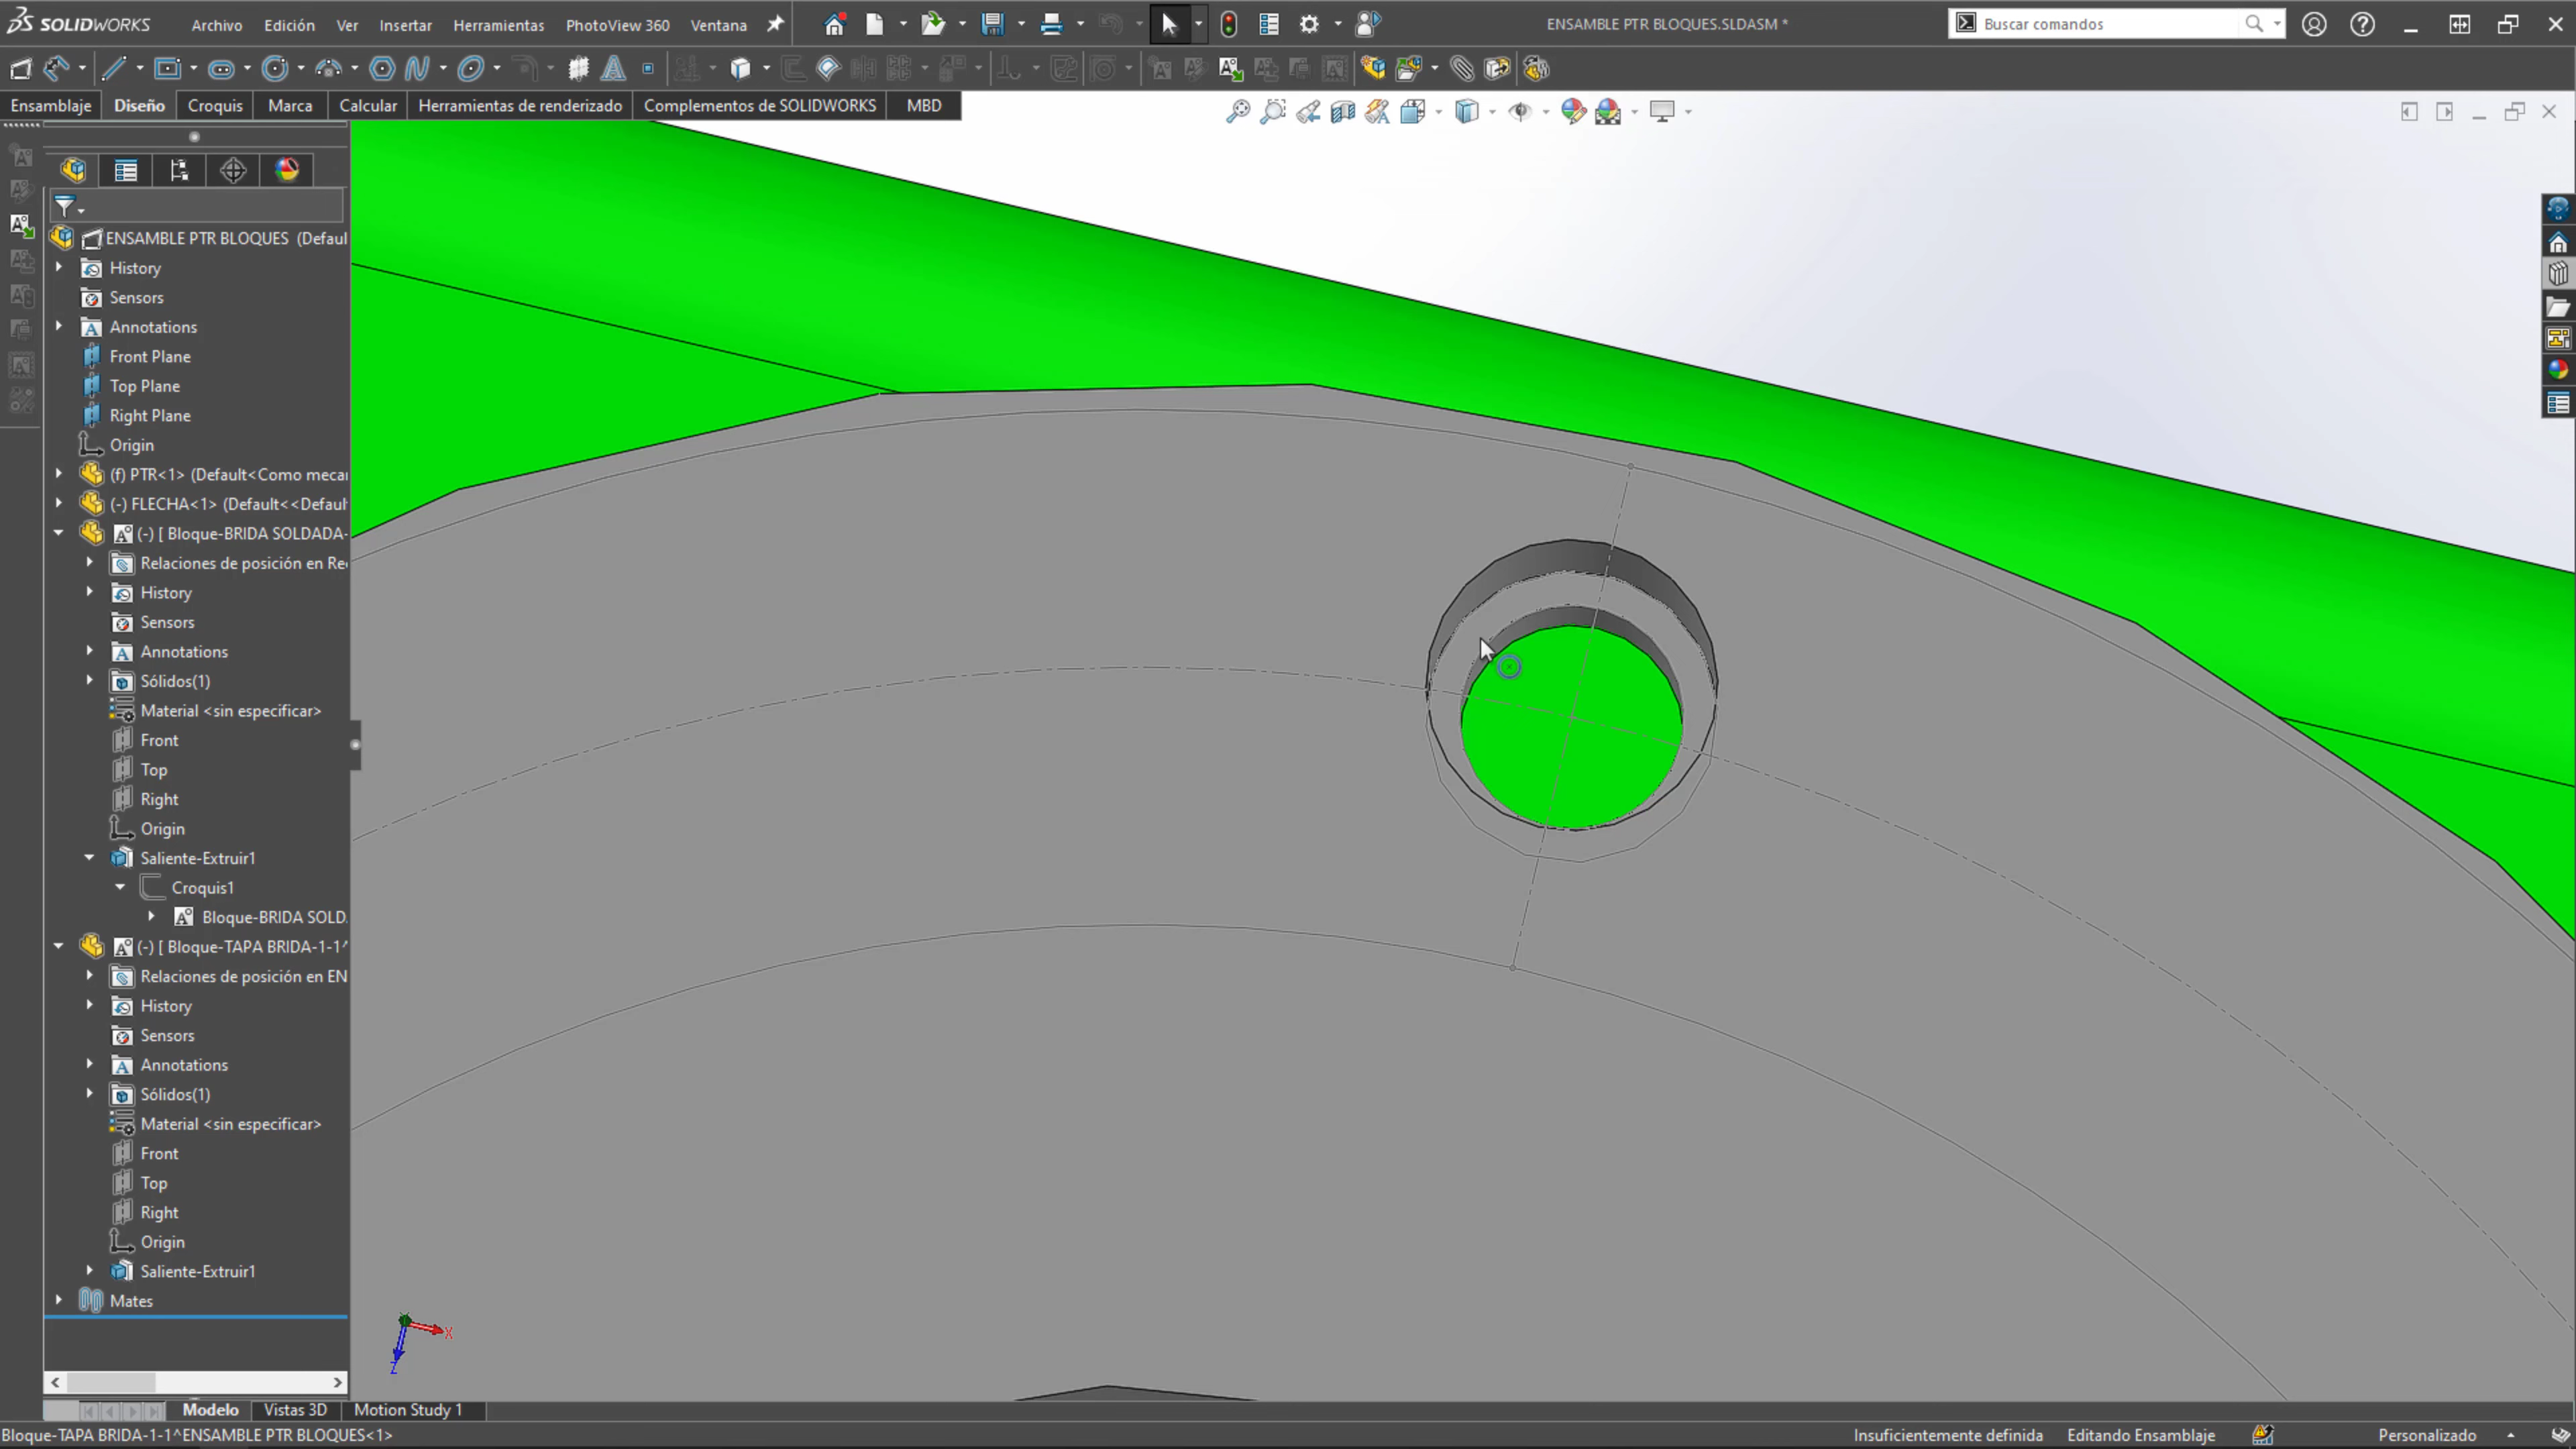 SOLIDWORKS Archivo Edición Ver Insertar Herramientas PhotoView 360 Ventana ENSAMBLE PTR BLOQUES.SLDASM * Buscar comandos
Ensamblaje Diseño Croquis Marca Calcular Herramientas de renderizado Complementos de SOLIDWORKS MBD
ENSAMBLE PTR BLOQUES (Defaul
History
Sensors
Annotations
Front Plane
Top Plane
Right Plane
Origin
(f) PTR<1> (Default<Como meca
(-) FLECHA<1> (Default<<Defaul
(-) [ Bloque-BRIDA SOLDADA-
Relaciones de posición en Re
History
Sensors
Annotations
Sólidos(1)
Material <sin especificar>
Front
Top
Right
Origin
Saliente-Extruir1
Croquis1
Bloque-BRIDA SOLD.
(-) [ Bloque-TAPA BRIDA-1-1^
Relaciones de posición en EN
History
Sensors
Annotations
Sólidos(1)
Material <sin especificar>
Front
Top
Right
Origin
Saliente-Extruir1
Mates
X
Z
Modelo Vistas 3D Motion Study 1
Bloque-TAPA BRIDA-1-1^ENSAMBLE PTR BLOQUES<1> Insuficientemente definida Editando Ensamblaje Personalizado